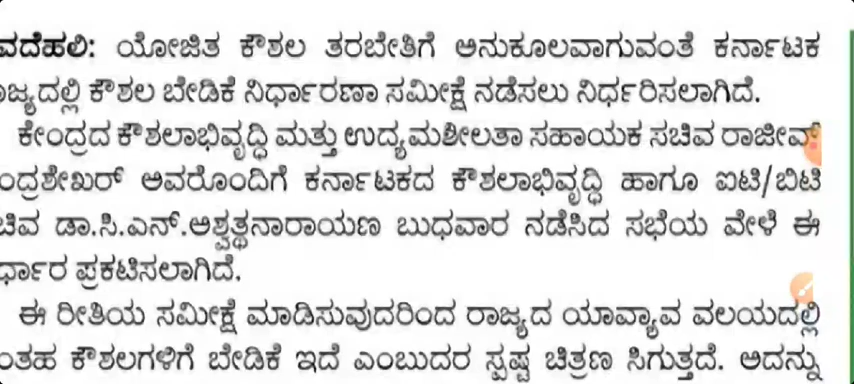 ವದೆಹಲಿ: ಯೋಜಿತ ಕೌಶಲ ತರಬೇತಿಗೆ ಅನುಕೂಲವಾಗುವಂತೆ ಕರ್ನಾಟಕ
ಜ್ಯದಲ್ಲಿ ಕೌಶಲ ಬೇಡಿಕೆ ನಿರ್ಧಾರಣಾ ಸಮೀಕ್ಷೆ ನಡೆಸಲು ನಿರ್ಧರಿಸಲಾಗಿದೆ.
ಕೇಂದ್ರದ ಕೌಶಲಾಭಿವೃದ್ಧಿ ಮತ್ತು ಉದ್ಯಮಶೀಲತಾ ಸಹಾಯಕ ಸಚಿವ ರಾಜೀವ್
ಂದ್ರಶೇಖರ್ ಅವರೊಂದಿಗೆ ಕರ್ನಾಟಕದ ಕೌಶಲಾಭಿವೃದ್ಧಿ ಹಾಗೂ ಐಟಿ/ಬಿಟಿ
ಚಿವ ಡಾ.ಸಿ.ಎನ್.ಅಶ್ವತ್ಥನಾರಾಯಣ ಬುಧವಾರ ನಡೆಸಿದ ಸಭೆಯ ವೇಳೆ ಈ
ರ್ಧಾರ ಪ್ರಕಟಿಸಲಾಗಿದೆ.
ಈ ರೀತಿಯ ಸಮೀಕ್ಷೆ ಮಾಡಿಸುವುದರಿಂದ ರಾಜ್ಯದ ಯಾವ್ಯಾವ ವಲಯದಲ್ಲಿ
ಂತಹ ಕೌಶಲಗಳಿಗೆ ಬೇಡಿಕೆ ಇದೆ ಎಂಬುದರ ಸ್ಪಷ್ಟ ಚಿತ್ರಣ ಸಿಗುತ್ತದೆ. ಅದನ್ನು